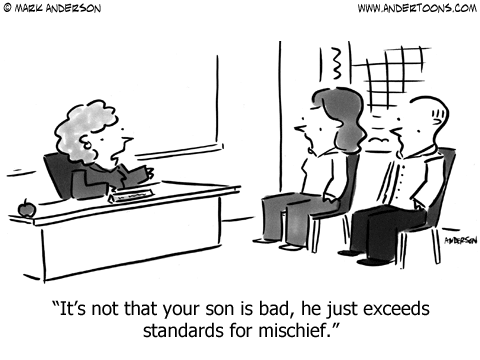 © MARK ANDERSON
WWW.ANDERTOONS.COM
ANDERSON
“It’s not that your son is bad, he just exceeds
standards for mischief.”